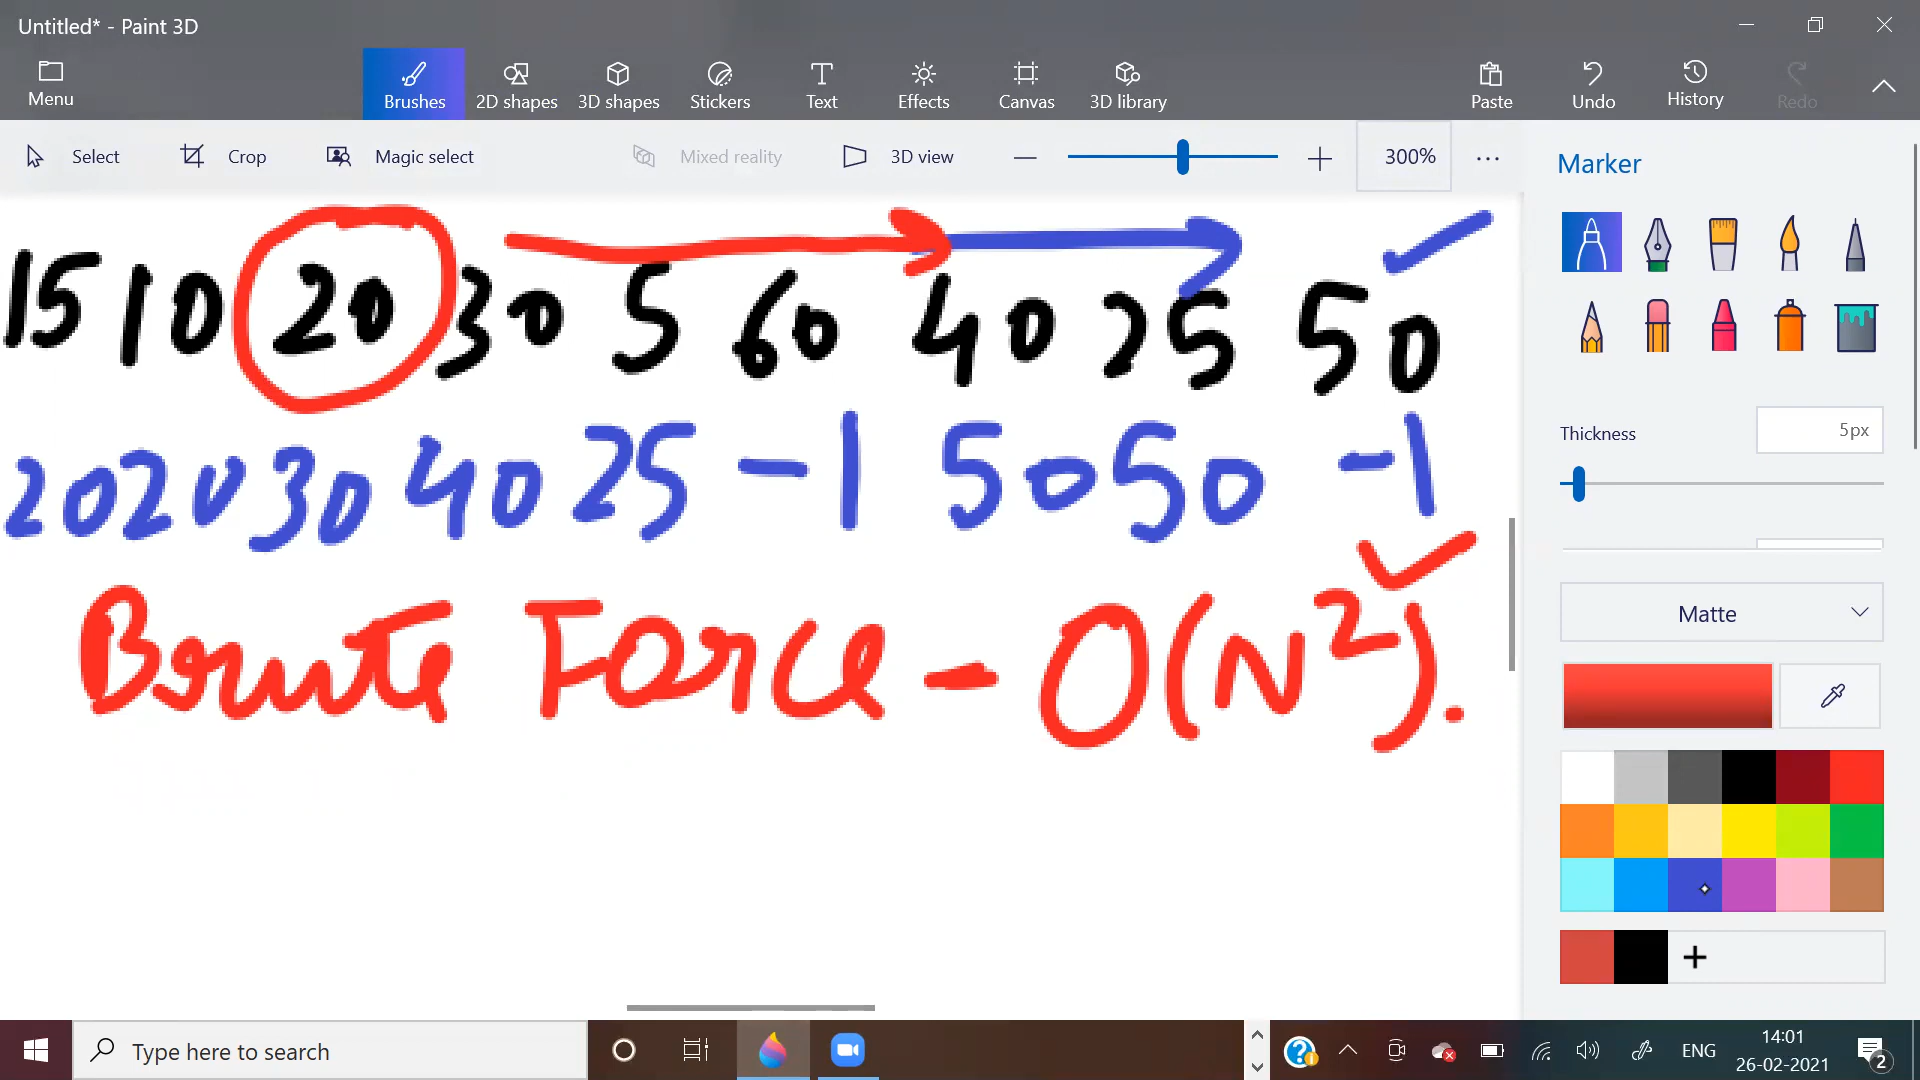 Untitled* - Paint 3D
Menu Brushes 2D shapes 3D shapes Stickers Text Effects Canvas 3D library Paste Undo History Redo
Select Crop Magic select Mixed reality 3D view 300%
Marker
15 10 20 30 5 60 40 25 50
20 20 30 40 25 -1 50 50 -1
Thickness 5px
Brute Force - O(N²).
Matte
Type here to search
ENG
14:01
26-02-2021
2